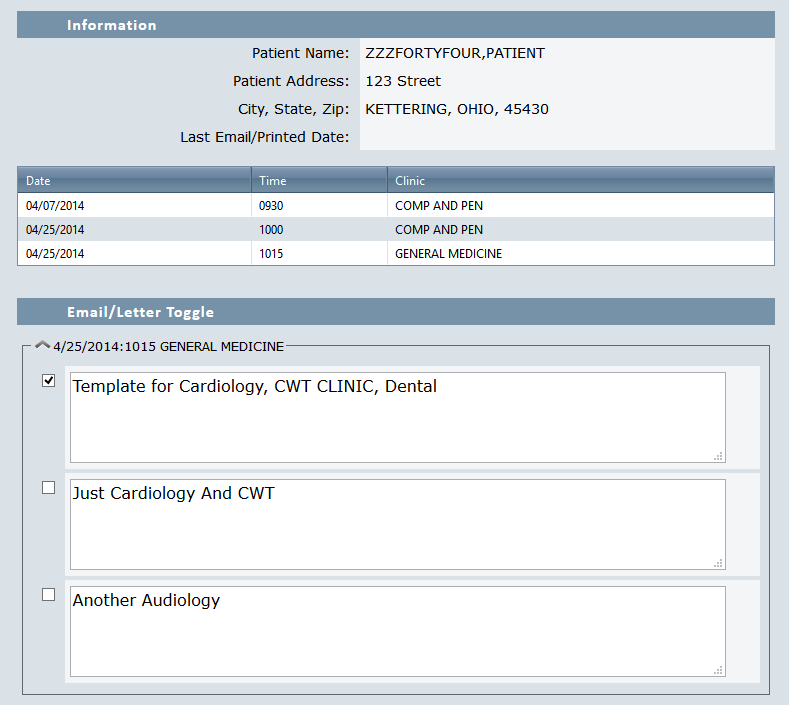 Information
Patient Name: ZZZFORTYFOUR,PATIENT
Patient Address: 123 Street
City, State, Zip: KETTERING, OHIO, 45430
Last Email/Printed Date:
Date Time Clinic
04/07/2014 0930 COMP AND PEN
04/25/2014 1000 COMP AND PEN
04/25/2014 1015 GENERAL MEDICINE
Email/Letter Toggle
4/25/2014:1015 GENERAL MEDICINE
Template for Cardiology, CWT CLINIC, Dental
Just Cardiology And CWT
Another Audiology